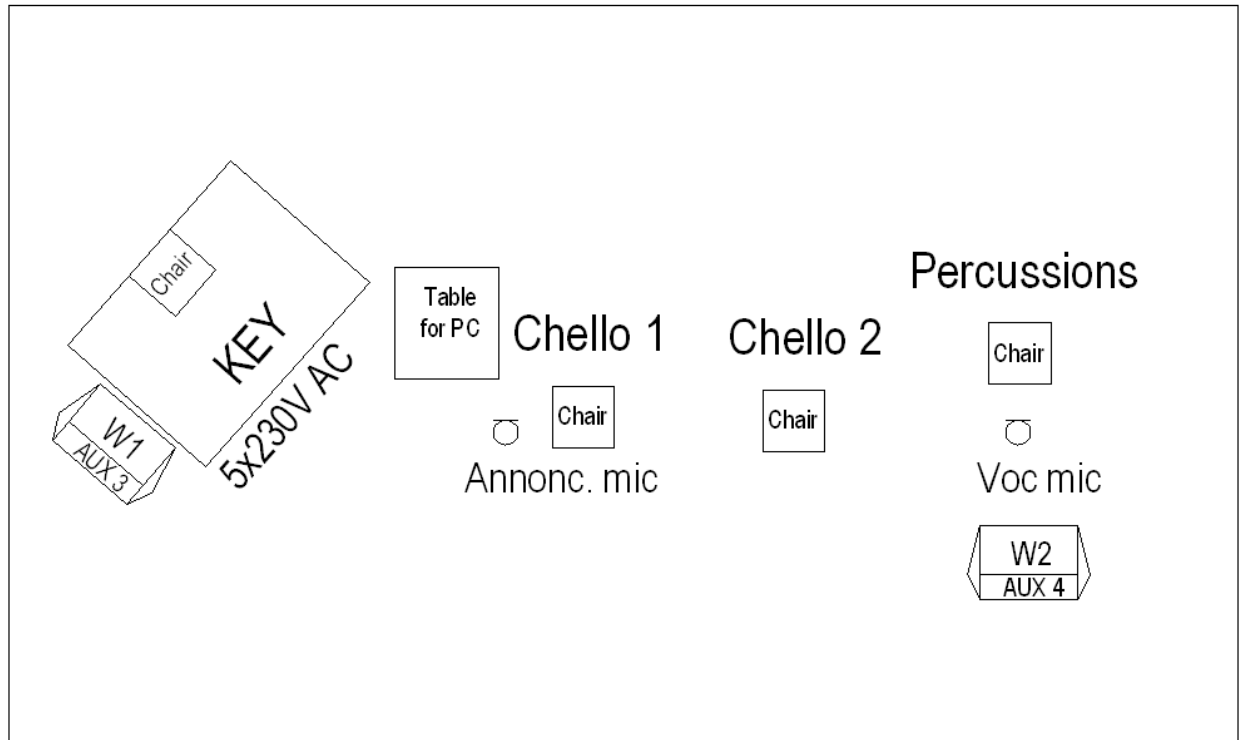 Chair
KEY
5x230V AC
W1
AUX 3
Table
for PC
Chello 1
Chair
Annonc. mic
Chello 2
Chair
Percussions
Chair
Voc mic
W2
AUX 4